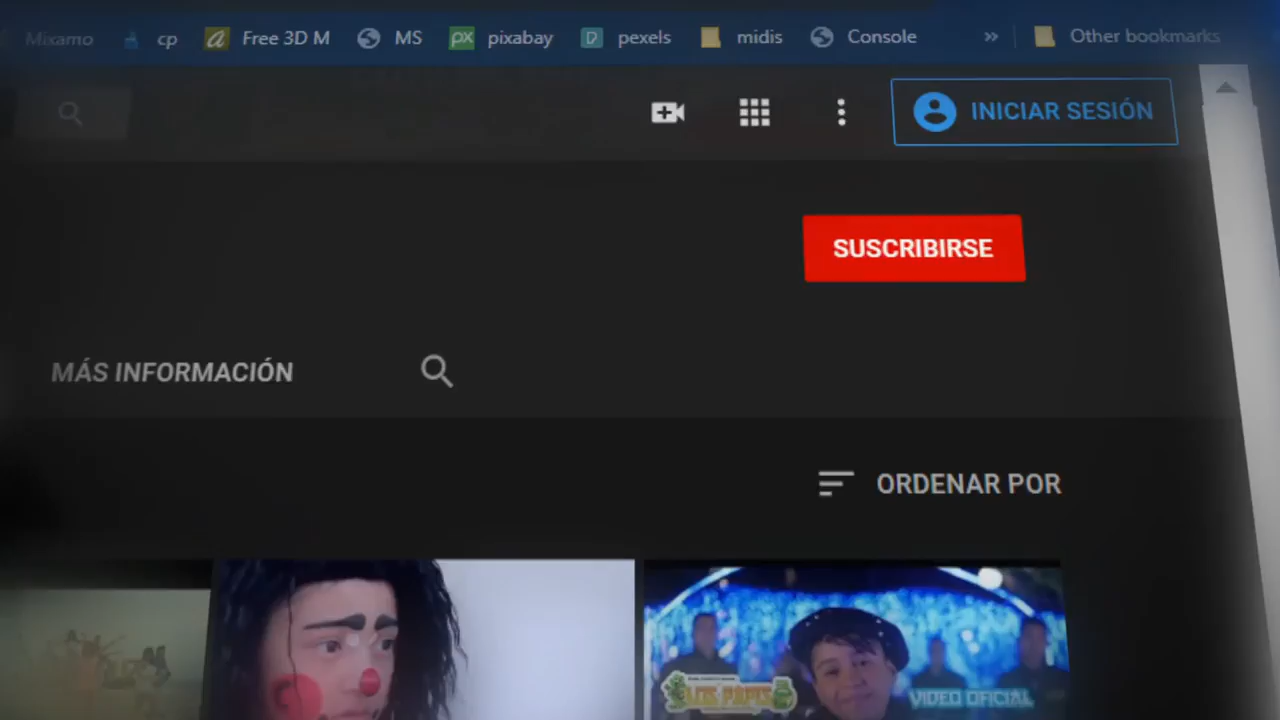 Mixamo cp Free 3D M MS px pixabay pexels midis Console » Other bookmarks
INICIAR SESIÓN
SUSCRIBIRSE
MÁS INFORMACIÓN
ORDENAR POR
VIDEO OFICIAL